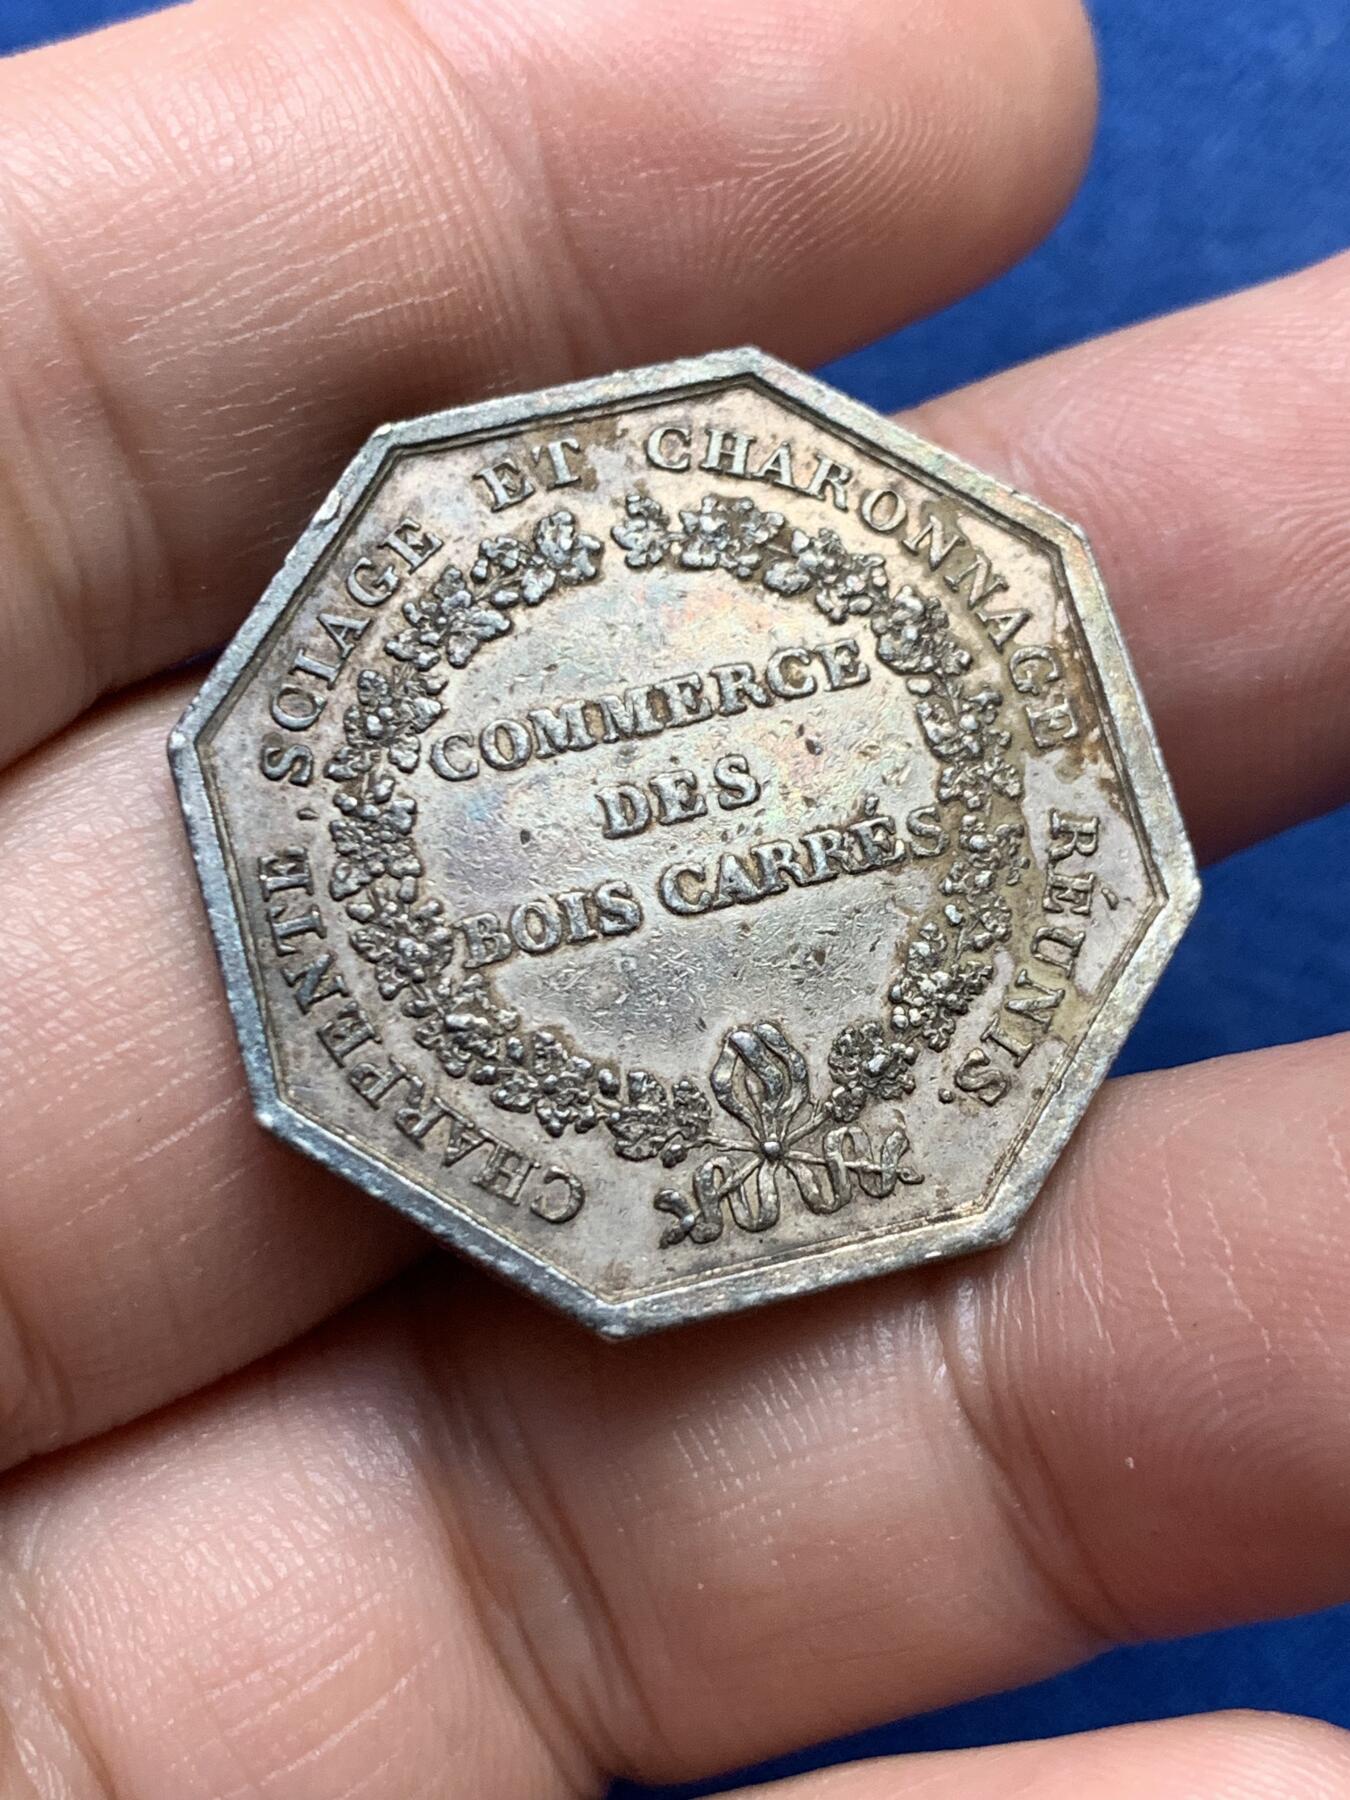 CHARPENTE, SCIAGE ET CHARONNAGE RÉUNIS.
COMMERCE
DES
BOIS CARRÉS